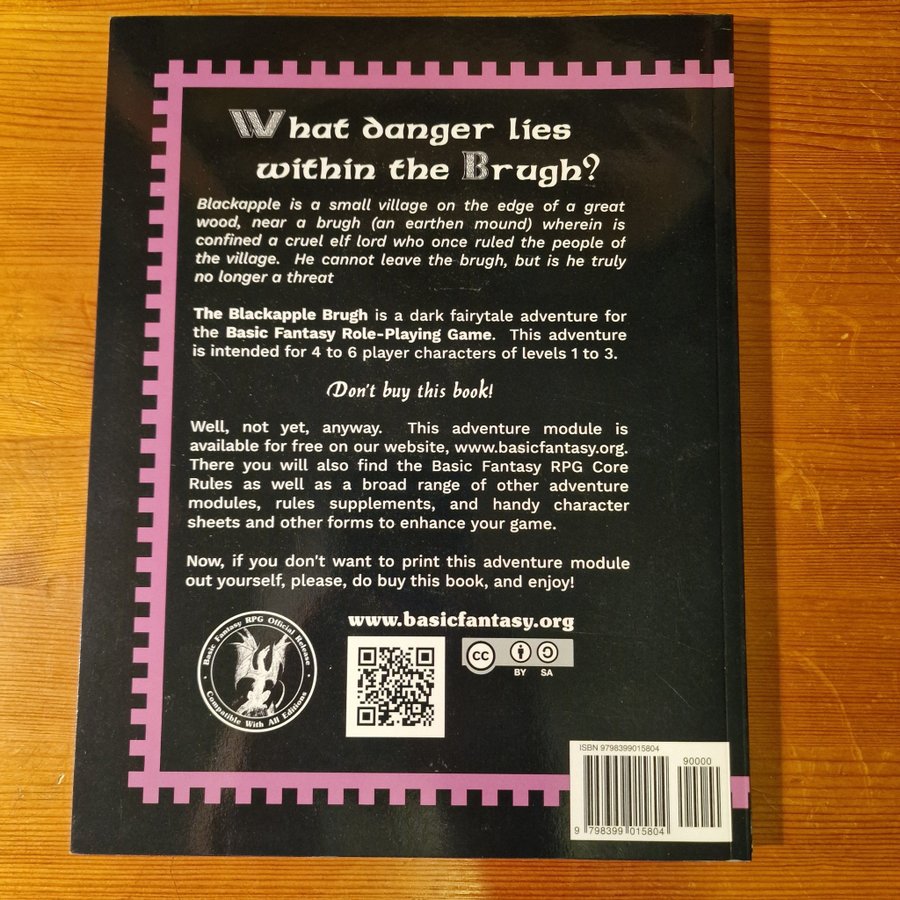 What danger lies
within the Brugh?
Blackapple is a small village on the edge of a great
wood, near a brugh (an earthen mound) wherein is
confined a cruel elf lord who once ruled the people of
the village. He cannot leave the brugh, but is he truly
no longer a threat
The Blackapple Brugh is a dark fairytale adventure for
the Basic Fantasy Role-Playing Game. This adventure
is intended for 4 to 6 player characters of levels 1 to 3.
Don't buy this book!
Well, not yet, anyway. This adventure module is
available for free on our website, www.basicfantasy.org.
There you will also find the Basic Fantasy RPG Core
Rules as well as a broad range of other adventure
modules, rules supplements, and handy character
sheets and other forms to enhance your game.
Now, if you don't want to print this adventure module
out yourself, please, do buy this book, and enjoy!
www.basicfantasy.org
Basic Fantasy RPG Official Release
Compatible With All Editions
CC
BY SA
ISBN 9798399015804
90000
9 798399 015804